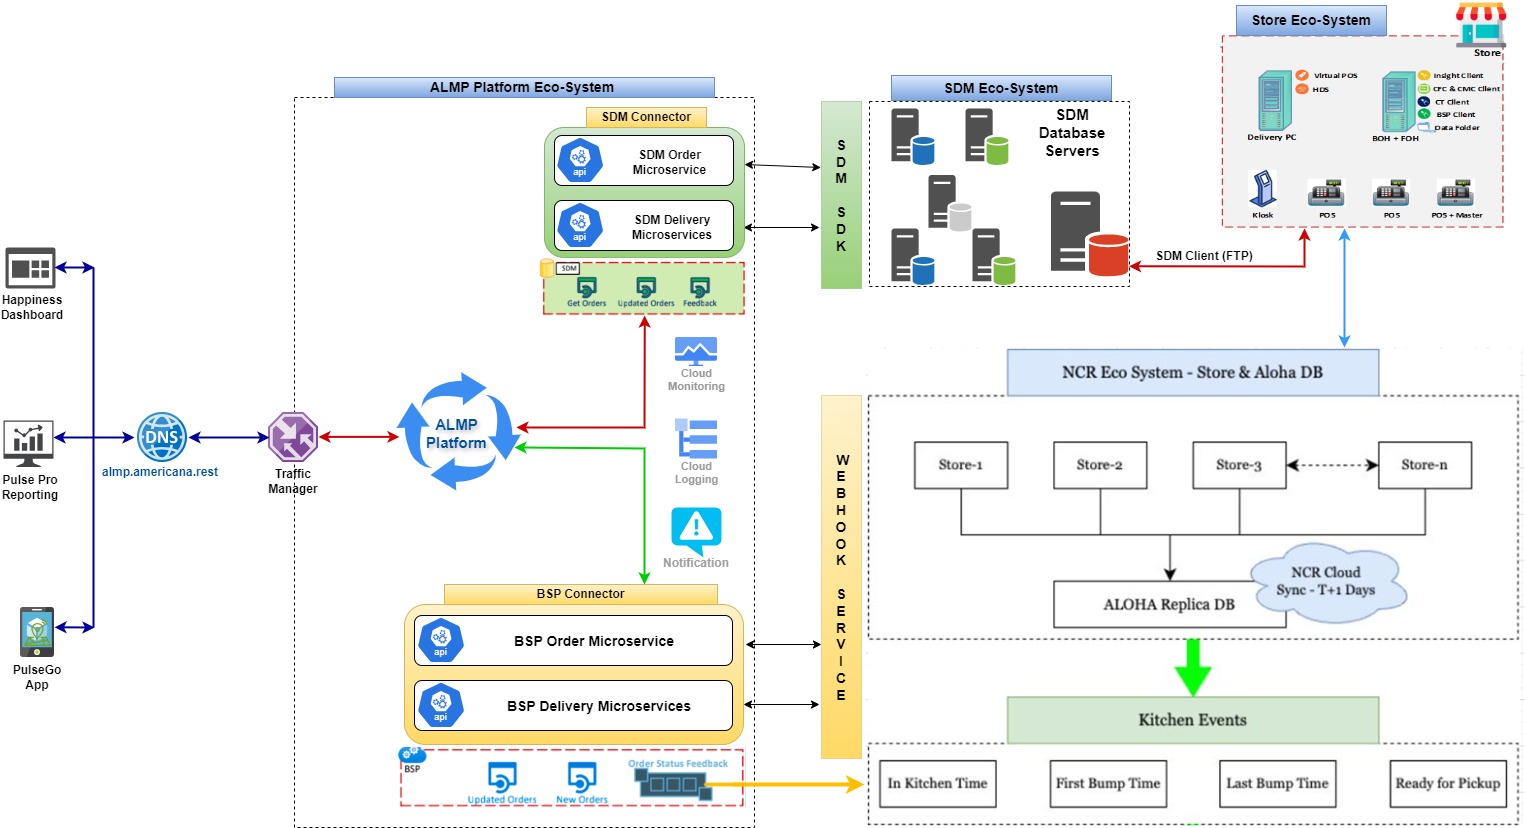 Store Eco-System
Store
Virtual POS
HDS
Delivery PC
Insight Client
CFC & CMC Client
CT Client
BSP Client
Data Folder
BOH + FOH
Kiosk
POS
POS
POS + Master
ALMP Platform Eco-System
SDM Connector
SDM Order
Microservice
api
SDM Delivery
Microservices
api
SDM
Get Orders
Updated Orders
Feedback
SDM SDK
SDM Eco-System
SDM
Database
Servers
SDM Client (FTP)
Happiness
Dashboard
Pulse Pro
Reporting
PulseGo
App
DNS
almp.americana.rest
Traffic
Manager
ALMP
Platform
Cloud
Monitoring
Cloud
Logging
Notification
BSP Connector
BSP Order Microservice
api
BSP Delivery Microservices
api
BSP
Updated Orders
New Orders
Order Status Feedback
WEBHOOK SERVICE
NCR Eco System - Store & Aloha DB
Store-1
Store-2
Store-3
Store-n
NCR Cloud
Sync - T+1 Days
ALOHA Replica DB
Kitchen Events
In Kitchen Time
First Bump Time
Last Bump Time
Ready for Pickup